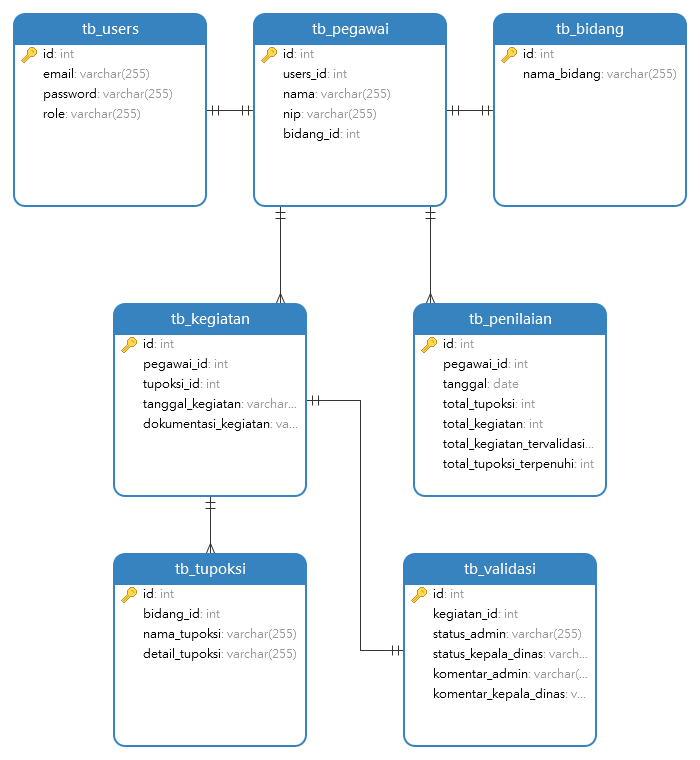 tb_users
id: int
email: varchar(255)
password: varchar(255)
role: varchar(255)
tb_pegawai
id: int
users_id: int
nama: varchar(255)
nip: varchar(255)
bidang_id: int
tb_bidang
id: int
nama_bidang: varchar(255)
tb_kegiatan
id: int
pegawai_id: int
tupoksi_id: int
tanggal_kegiatan: varchar...
dokumentasi_kegiatan: va...
tb_penilaian
id: int
pegawai_id: int
tanggal: date
total_tupoksi: int
total_kegiatan: int
total_kegiatan_tervalidasi...
total_tupoksi_terpenuhi: int
tb_tupoksi
id: int
bidang_id: int
nama_tupoksi: varchar(255)
detail_tupoksi: varchar(255)
tb_validasi
id: int
kegiatan_id: int
status_admin: varchar(255)
status_kepala_dinas: varch...
komentar_admin: varchar(...
komentar_kepala_dinas: v...